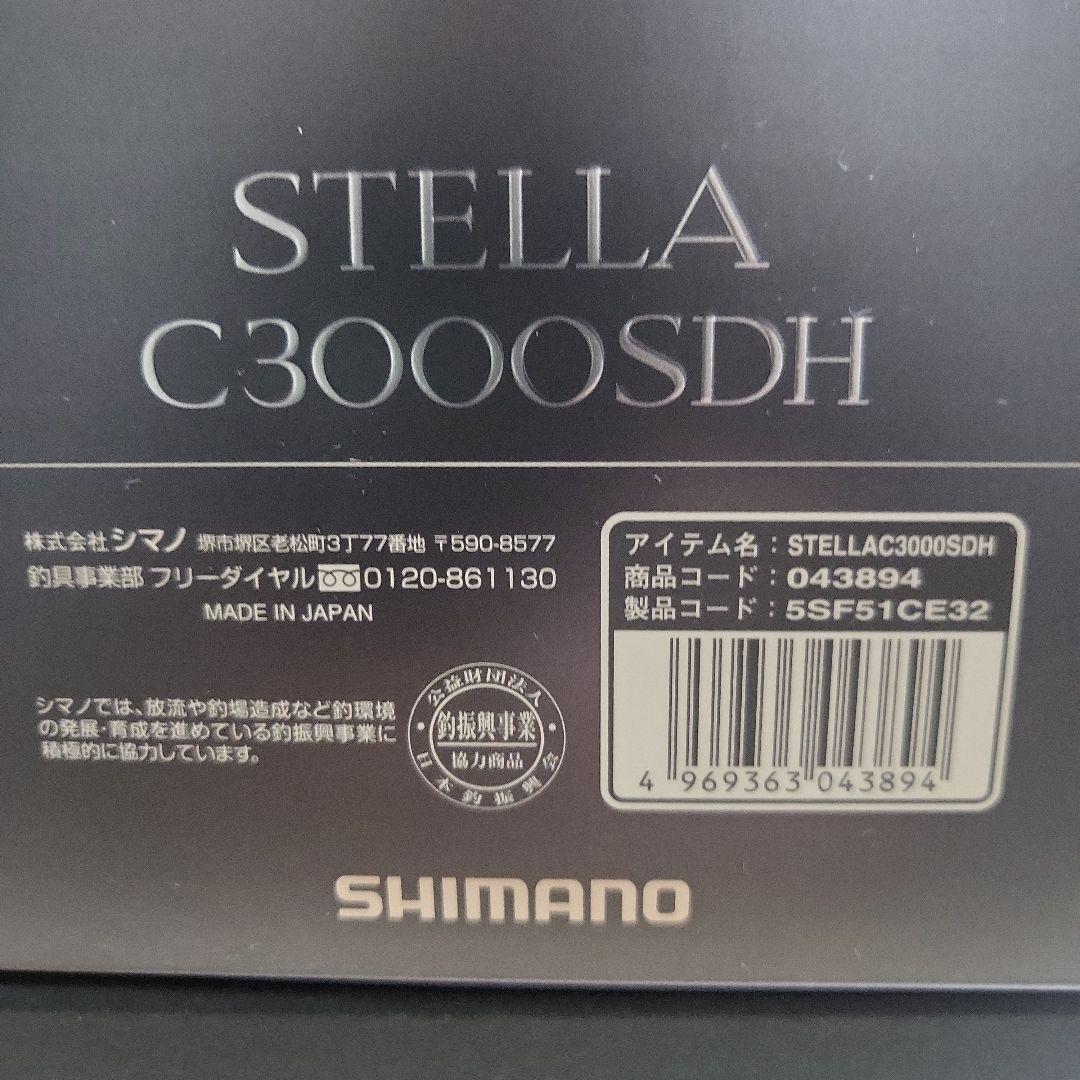 STELLA
C3000SDH
株式会社シマノ 堺市堺区老松町3丁77番地 〒590-8577
釣具事業部 フリーダイヤル 0120-861130
MADE IN JAPAN
シマノでは、放流や釣場造成など釣環境
の発展・育成を進めている釣振興事業に
積極的に協力しています。
公益財団法人
釣振興事業
協力商品
日本釣振興会
アイテム名：STELLAC3000SDH
商品コード：043894
製品コード：5SF51CE32
4 969363 043894
SHIMANO